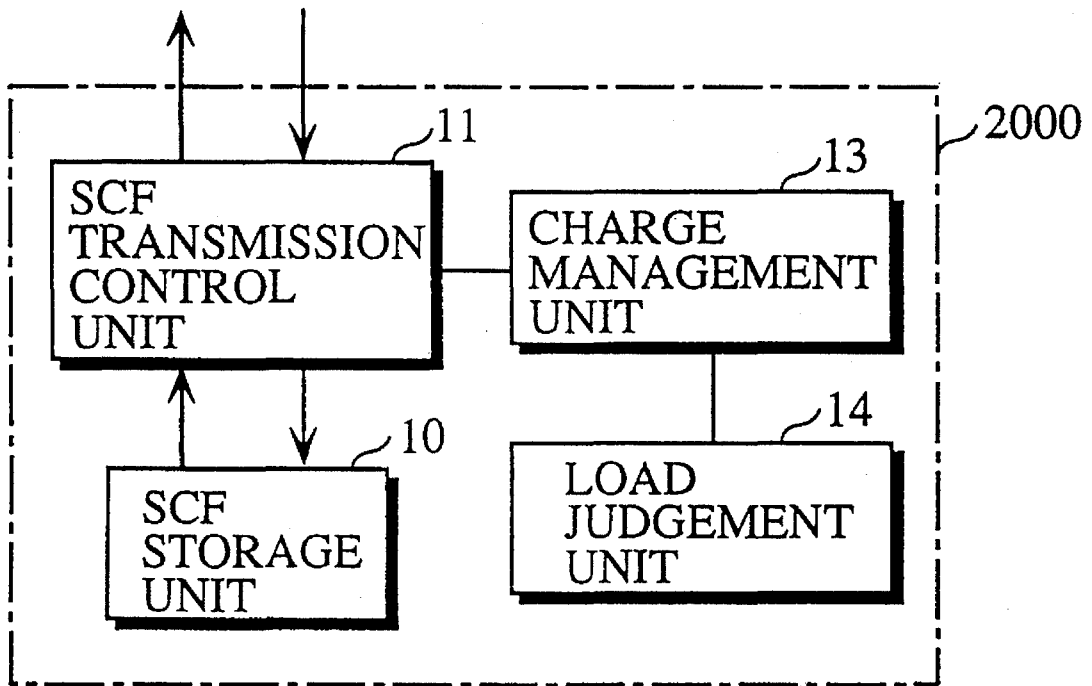 2000
11
SCF
TRANSMISSION
CONTROL
UNIT
13
CHARGE
MANAGEMENT
UNIT
10
SCF
STORAGE
UNIT
14
LOAD
JUDGEMENT
UNIT